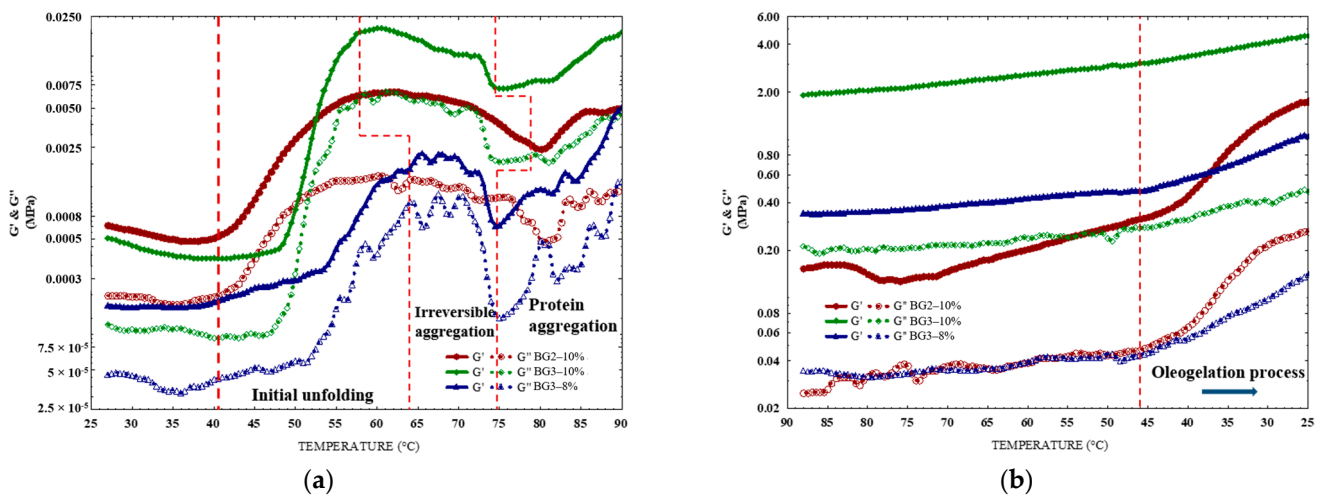 0.0250
0.0075
0.0050
0.0025
0.0008
0.0005
0.0003
7.5 × 10⁻⁵
5 × 10⁻⁵
2.5 × 10⁻⁵
G' & G''
(MPa)
Irreversible
aggregation
Protein
aggregation
Initial unfolding
G' G'' BG2–10%
G' G'' BG3–10%
G' G'' BG3–8%
25 30 35 40 45 50 55 60 65 70 75 80 85 90
TEMPERATURE (°C)
(a)
6.00
4.00
2.00
0.80
0.60
0.40
0.20
0.08
0.06
0.04
0.02
G' & G''
(MPa)
G' G'' BG2–10%
G' G'' BG3–10%
G' G'' BG3–8%
Oleogelation process
90 85 80 75 70 65 60 55 50 45 40 35 30 25
TEMPERATURE (°C)
(b)